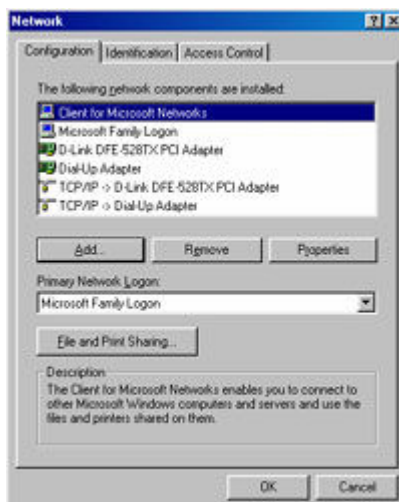 Network
Configuration Identification Access Control
The following network components are installed:
Client for Microsoft Networks
Microsoft Family Logon
D-Link DFE-528TX PCI Adapter
Dial-Up Adapter
TCP/IP -> D-Link DFE-528TX PCI Adapter
TCP/IP -> Dial-Up Adapter
Add... Remove Properties
Primary Network Logon:
Microsoft Family Logon
File and Print Sharing...
Description
The Client for Microsoft Networks enables you to connect to
other Microsoft Windows computers and servers and use the
files and printers shared on them.
OK Cancel